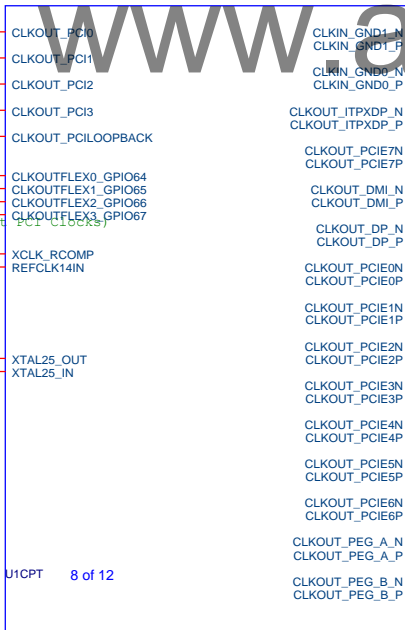 www.a
CLKOUT_PCI0
CLKOUT_PCI1
CLKOUT_PCI2
CLKOUT_PCI3
CLKOUT_PCILOOPBACK
CLKOUTFLEX0_GPIO64
CLKOUTFLEX1_GPIO65
CLKOUTFLEX2_GPIO66
CLKOUTFLEX3_GPIO67
t PCI Clocks)
XCLK_RCOMP
REFCLK14IN
XTAL25_OUT
XTAL25_IN
U1CPT 8 of 12
CLKIN_GND1_N
CLKIN_GND1_P
CLKIN_GND0_N
CLKIN_GND0_P
CLKOUT_ITPXDP_N
CLKOUT_ITPXDP_P
CLKOUT_PCIE7N
CLKOUT_PCIE7P
CLKOUT_DMI_N
CLKOUT_DMI_P
CLKOUT_DP_N
CLKOUT_DP_P
CLKOUT_PCIE0N
CLKOUT_PCIE0P
CLKOUT_PCIE1N
CLKOUT_PCIE1P
CLKOUT_PCIE2N
CLKOUT_PCIE2P
CLKOUT_PCIE3N
CLKOUT_PCIE3P
CLKOUT_PCIE4N
CLKOUT_PCIE4P
CLKOUT_PCIE5N
CLKOUT_PCIE5P
CLKOUT_PCIE6N
CLKOUT_PCIE6P
CLKOUT_PEG_A_N
CLKOUT_PEG_A_P
CLKOUT_PEG_B_N
CLKOUT_PEG_B_P